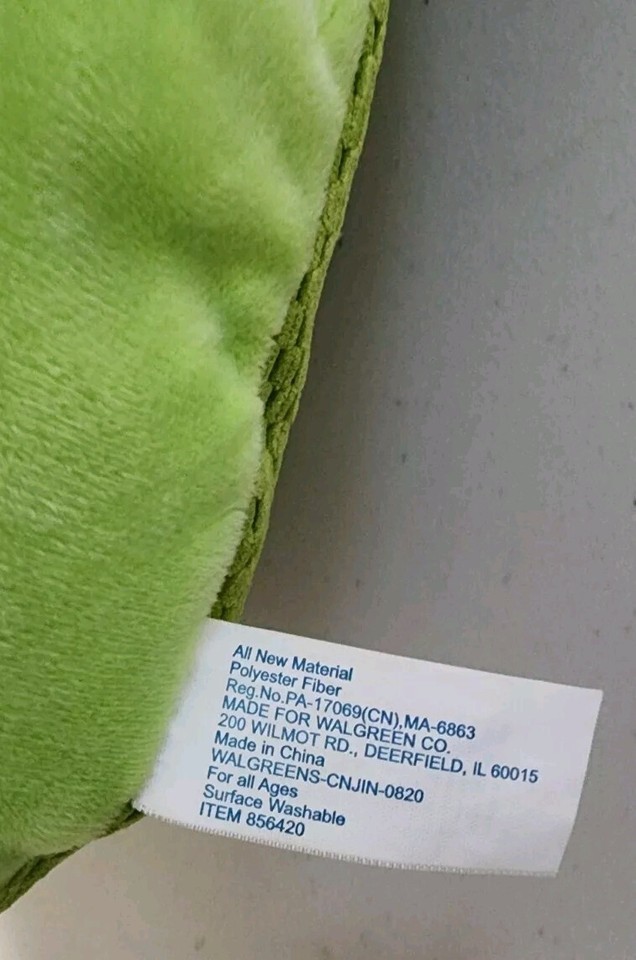 All New Material
Polyester Fiber
Reg.No.PA-17069(CN),MA-6863
MADE FOR WALGREEN CO.
200 WILMOT RD., DEERFIELD, IL 60015
Made in China
WALGREENS-CNJIN-0820
For all Ages
Surface Washable
ITEM 856420